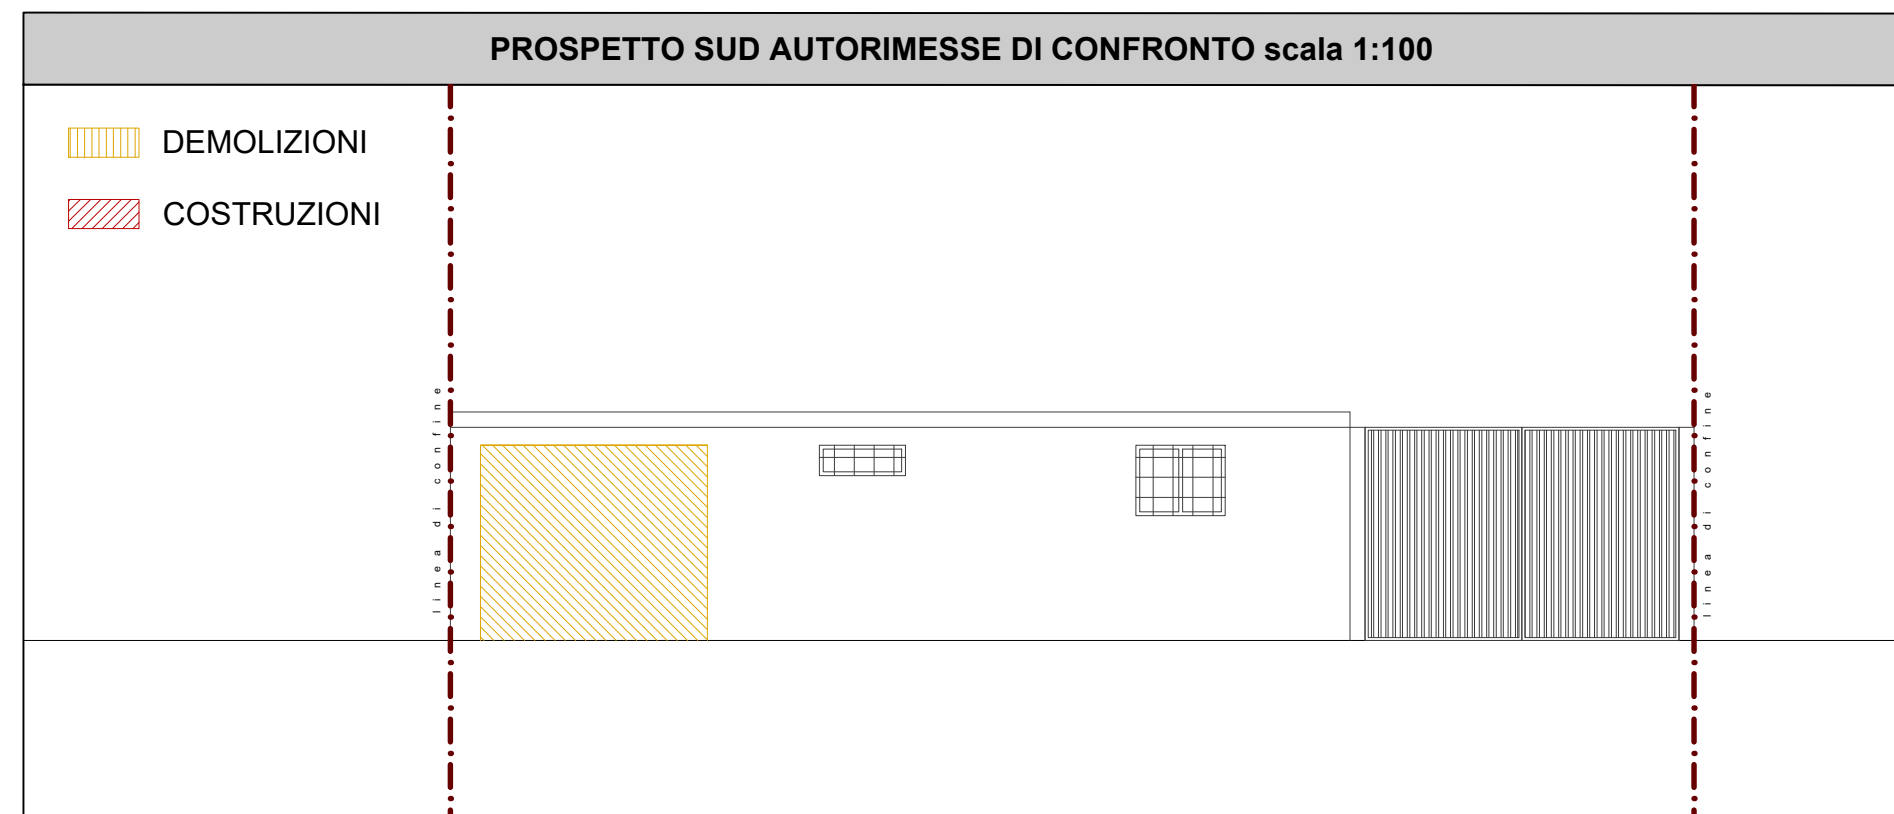 PROSPETTO SUD AUTORIMESSE DI CONFRONTO scala 1:100
DEMOLIZIONI
COSTRUZIONI
linea di confine
linea di confine